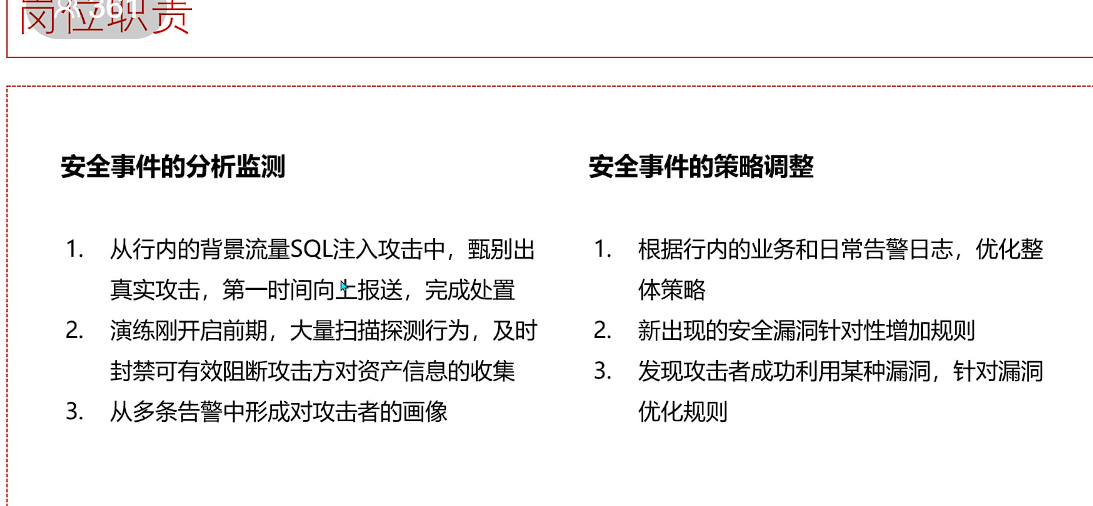 岗位职责
361
安全事件的分析监测
1. 从行内的背景流量SQL注入攻击中，甄别出
真实攻击，第一时间向上报送，完成处置
2. 演练刚开启前期，大量扫描探测行为，及时
封禁可有效阻断攻击方对资产信息的收集
3. 从多条告警中形成对攻击者的画像
安全事件的策略调整
1. 根据行内的业务和日常告警日志，优化整
体策略
2. 新出现的安全漏洞针对性增加规则
3. 发现攻击者成功利用某种漏洞，针对漏洞
优化规则